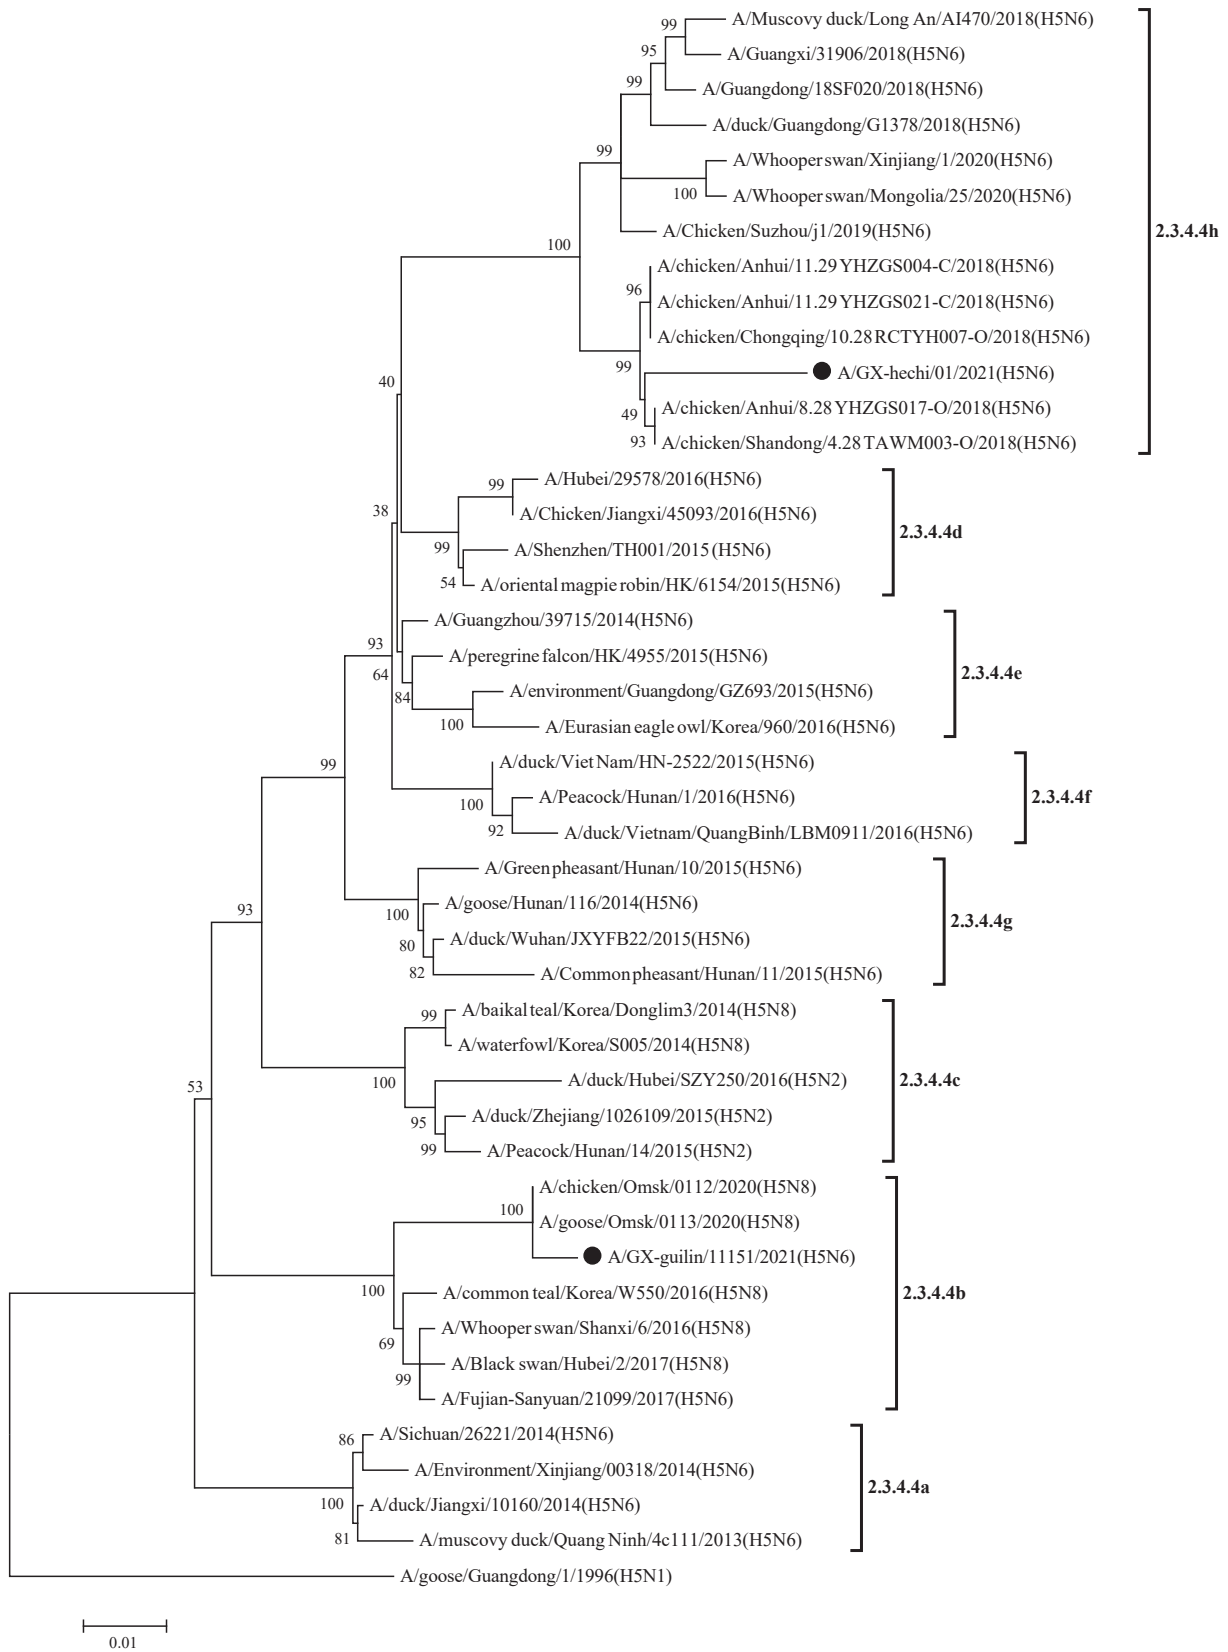 99
A/Muscovy duck/Long An/AI470/2018(H5N6)
95
A/Guangxi/31906/2018(H5N6)
99
A/Guangdong/18SF020/2018(H5N6)
A/duck/Guangdong/G1378/2018(H5N6)
99
A/Whooper swan/Xinjiang/1/2020(H5N6)
100
A/Whooper swan/Mongolia/25/2020(H5N6)
A/Chicken/Suzhou/j1/2019(H5N6)
2.3.4.4h
100
A/chicken/Anhui/11.29 YHZGS004-C/2018(H5N6)
96
A/chicken/Anhui/11.29 YHZGS021-C/2018(H5N6)
A/chicken/Chongqing/10.28 RCTYH007-O/2018(H5N6)
99
A/GX-hechi/01/2021(H5N6)
40
49
A/chicken/Anhui/8.28 YHZGS017-O/2018(H5N6)
93
A/chicken/Shandong/4.28 TAWM003-O/2018(H5N6)
99
A/Hubei/29578/2016(H5N6)
38
A/Chicken/Jiangxi/45093/2016(H5N6)
2.3.4.4d
99
A/Shenzhen/TH001/2015 (H5N6)
54
A/oriental magpie robin/HK/6154/2015(H5N6)
A/Guangzhou/39715/2014(H5N6)
93
A/peregrine falcon/HK/4955/2015(H5N6)
64
2.3.4.4e
84
A/environment/Guangdong/GZ693/2015(H5N6)
100
A/Eurasian eagle owl/Korea/960/2016(H5N6)
99
A/duck/Viet Nam/HN-2522/2015(H5N6)
100
A/Peacock/Hunan/1/2016(H5N6)
2.3.4.4f
92
A/duck/Vietnam/QuangBinh/LBM0911/2016(H5N6)
A/Green pheasant/Hunan/10/2015(H5N6)
93
100
A/goose/Hunan/116/2014(H5N6)
2.3.4.4g
80
A/duck/Wuhan/JXYFB22/2015(H5N6)
82
A/Common pheasant/Hunan/11/2015(H5N6)
99
A/baikal teal/Korea/Donglim3/2014(H5N8)
A/waterfowl/Korea/S005/2014(H5N8)
100
A/duck/Hubei/SZY250/2016(H5N2)
2.3.4.4c
53
95
A/duck/Zhejiang/1026109/2015(H5N2)
99
A/Peacock/Hunan/14/2015(H5N2)
A/chicken/Omsk/0112/2020(H5N8)
100
A/goose/Omsk/0113/2020(H5N8)
A/GX-guilin/11151/2021(H5N6)
100
A/common teal/Korea/W550/2016(H5N8)
2.3.4.4b
69
A/Whooper swan/Shanxi/6/2016(H5N8)
99
A/Black swan/Hubei/2/2017(H5N8)
A/Fujian-Sanyuan/21099/2017(H5N6)
86
A/Sichuan/26221/2014(H5N6)
A/Environment/Xinjiang/00318/2014(H5N6)
2.3.4.4a
100
A/duck/Jiangxi/10160/2014(H5N6)
81
A/muscovy duck/Quang Ninh/4c111/2013(H5N6)
A/goose/Guangdong/1/1996(H5N1)
0.01